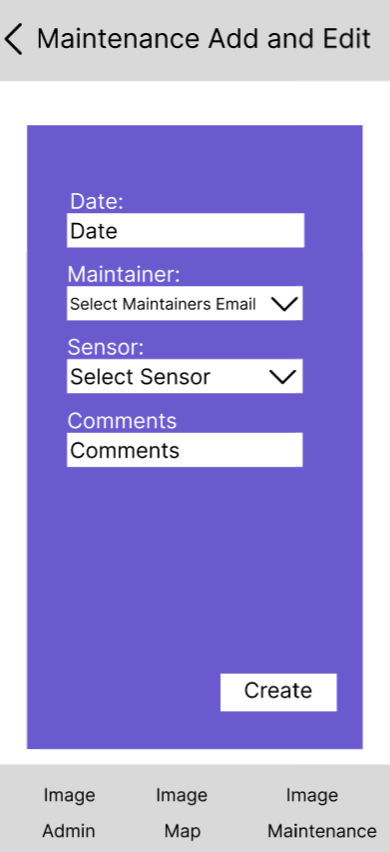 Maintenance Add and Edit
Date:
Date
Maintainer:
Select Maintainers Email
Sensor:
Select Sensor
Comments
Comments
Create
Image Image Image
Admin Map Maintenance